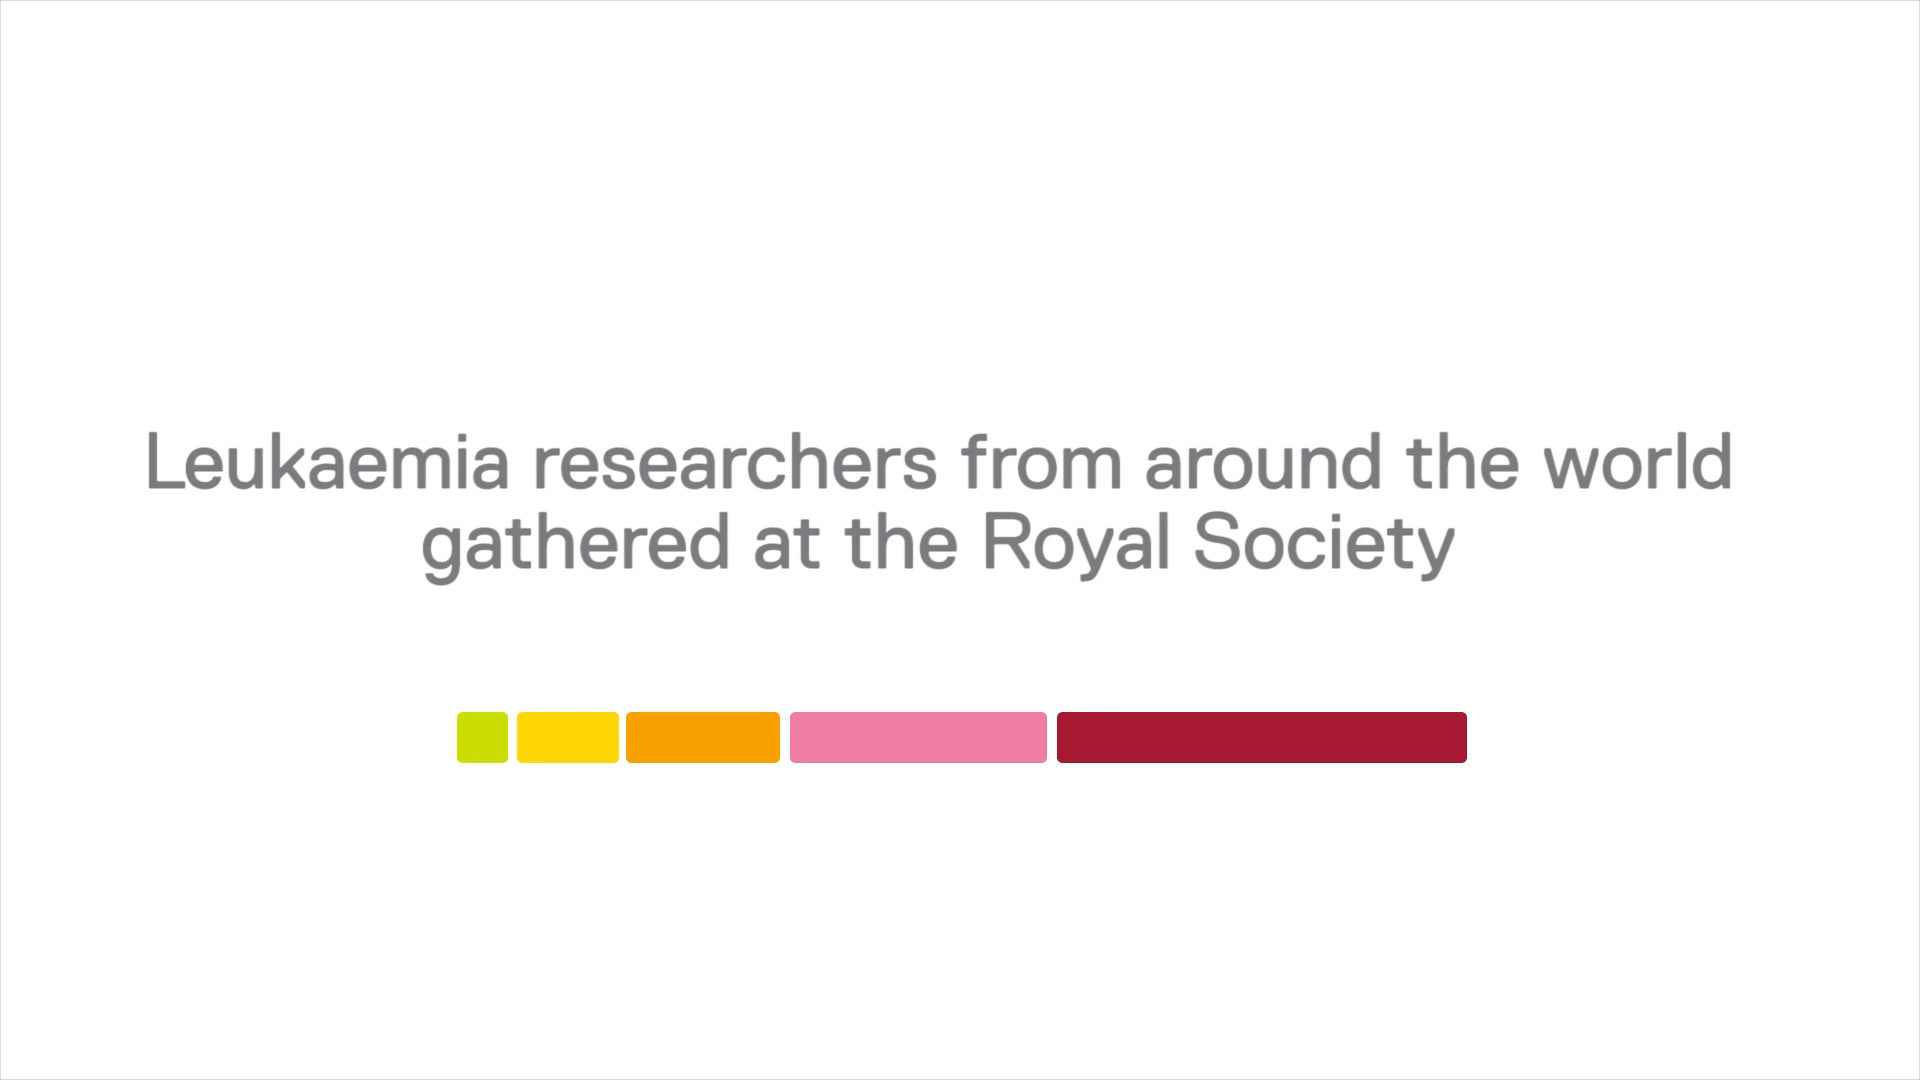 Leukaemia researchers from around the world
gathered at the Royal Society